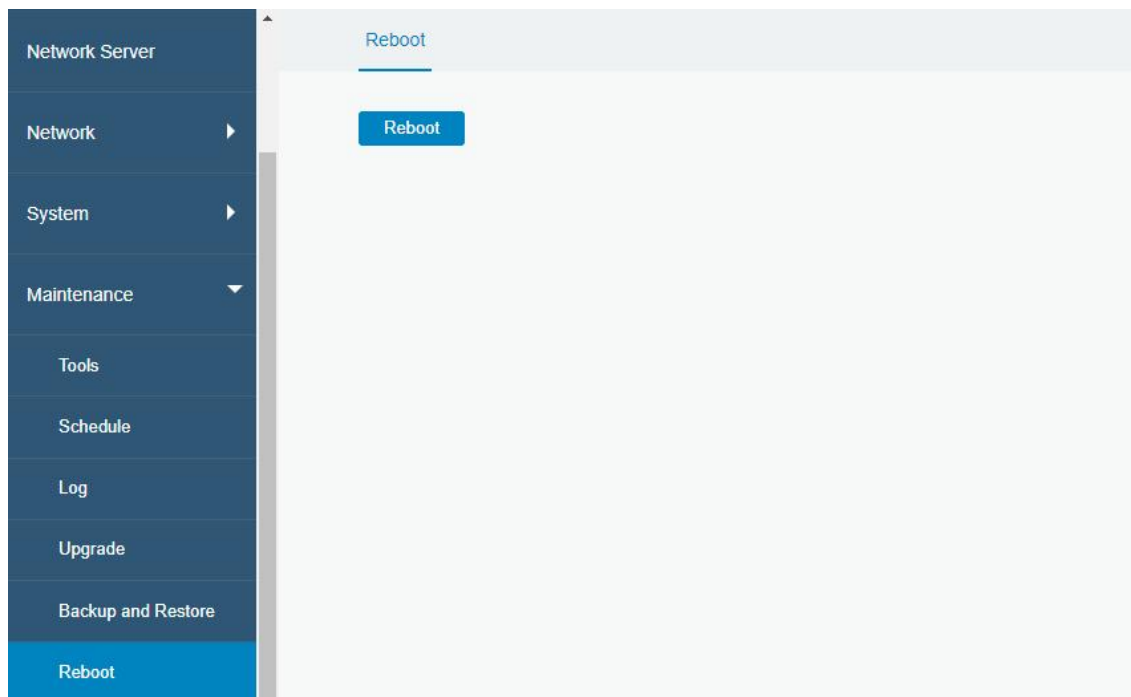 Network Server
Network
System
Maintenance
Tools
Schedule
Log
Upgrade
Backup and Restore
Reboot
Reboot
Reboot